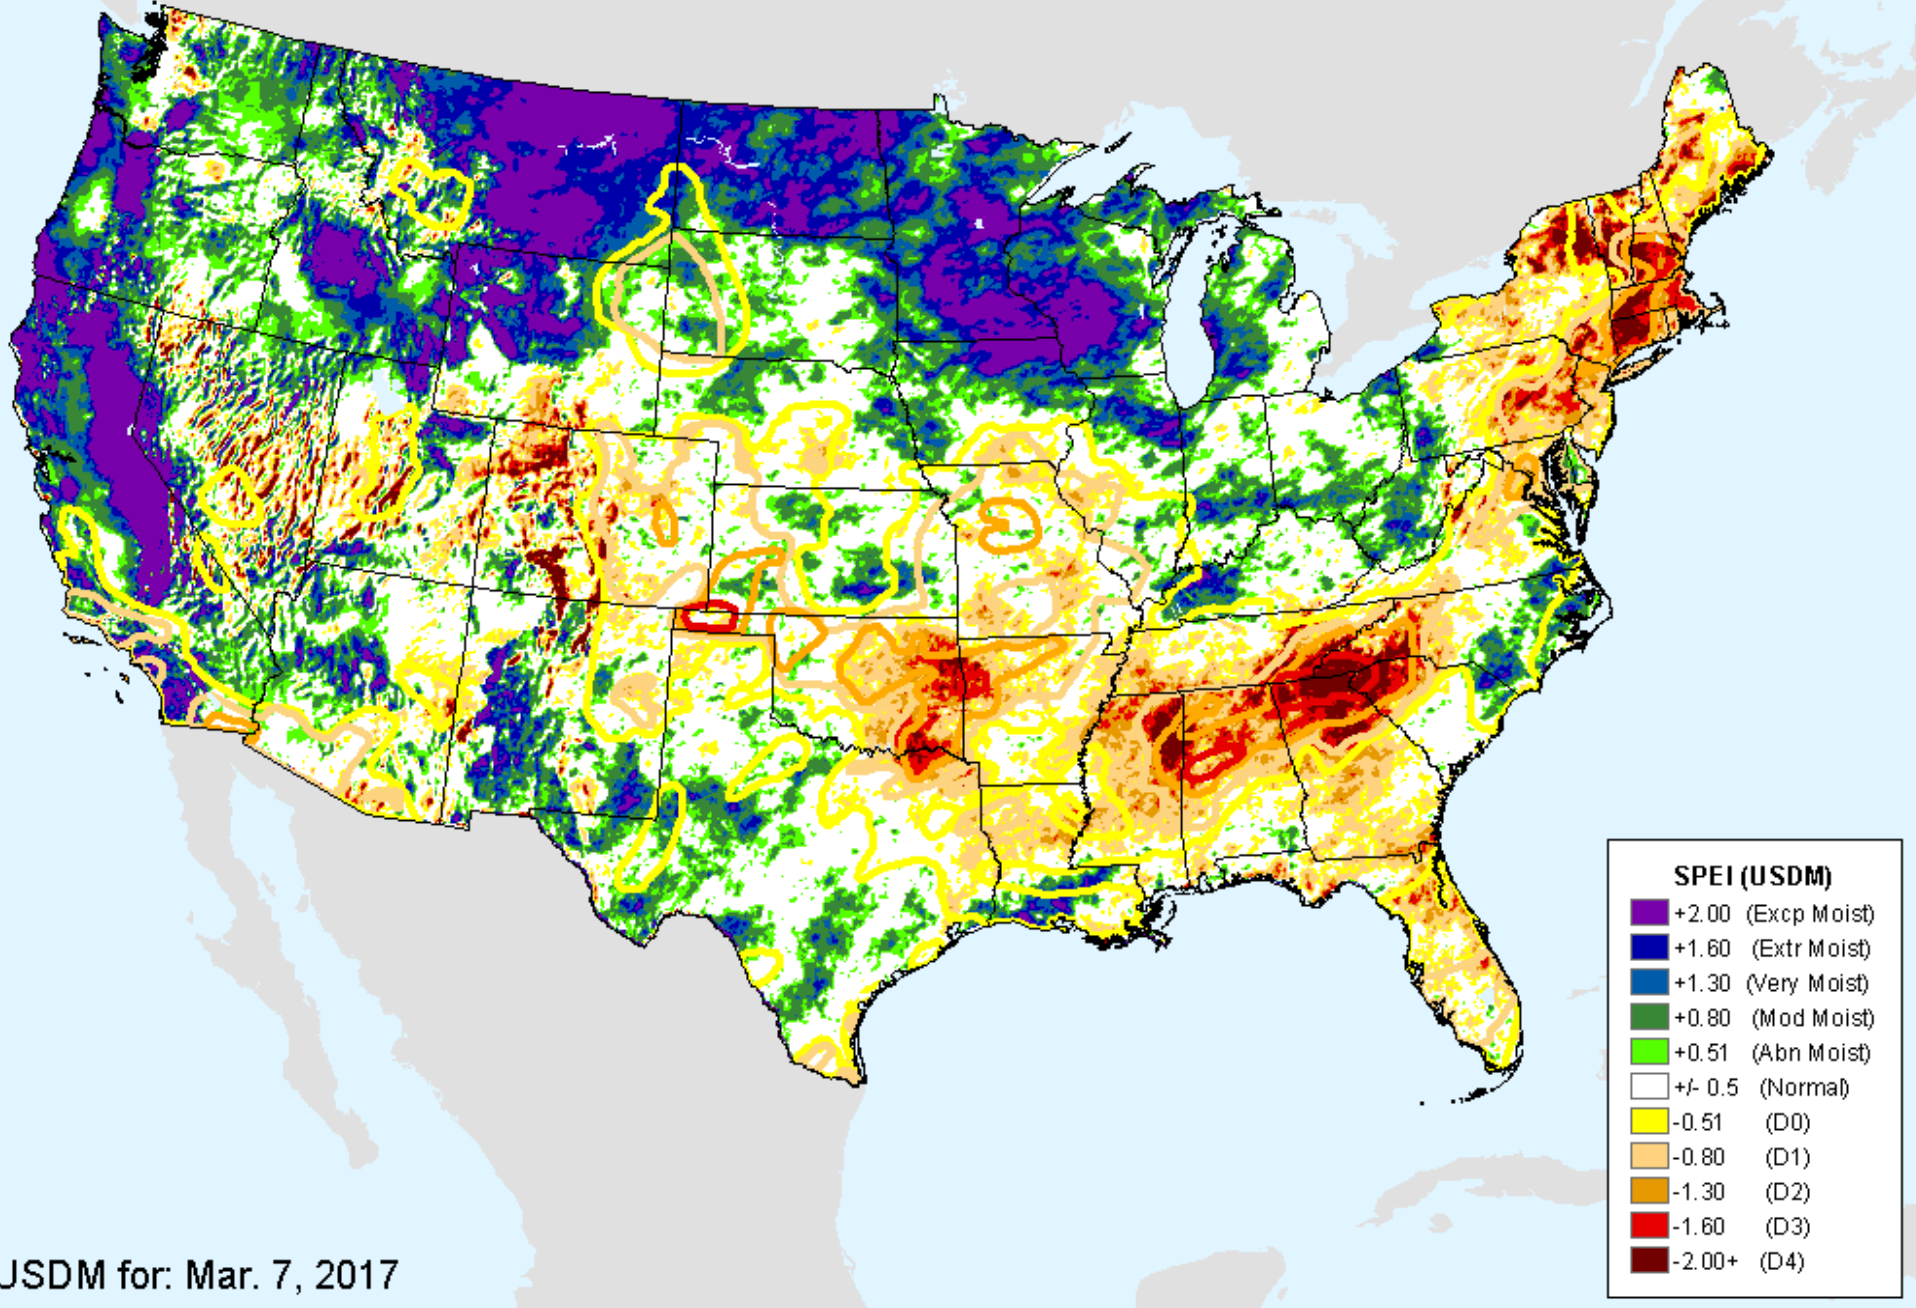 SPEI (USDM)
+2.00 (Excp Moist)
+1.60 (Extr Moist)
+1.30 (Very Moist)
+0.80 (Mod Moist)
+0.51 (Abn Moist)
+/- 0.5 (Normal)
-0.51 (D0)
-0.80 (D1)
-1.30 (D2)
-1.60 (D3)
-2.00+ (D4)
USDM for: Mar. 7, 2017